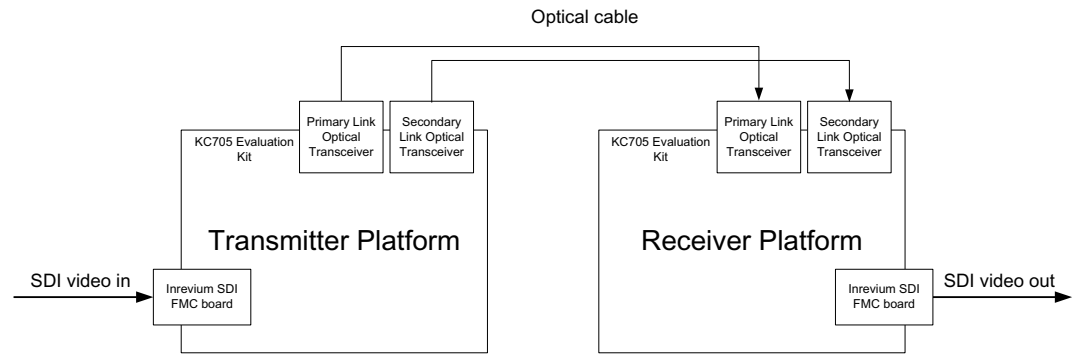 Optical cable
Primary Link
Optical
Transceiver
Secondary
Link Optical
Transceiver
KC705 Evaluation
Kit
Transmitter Platform
SDI video in
Inrevium SDI
FMC board
Primary Link
Optical
Transceiver
Secondary
Link Optical
Transceiver
KC705 Evaluation
Kit
Receiver Platform
Inrevium SDI
FMC board
SDI video out